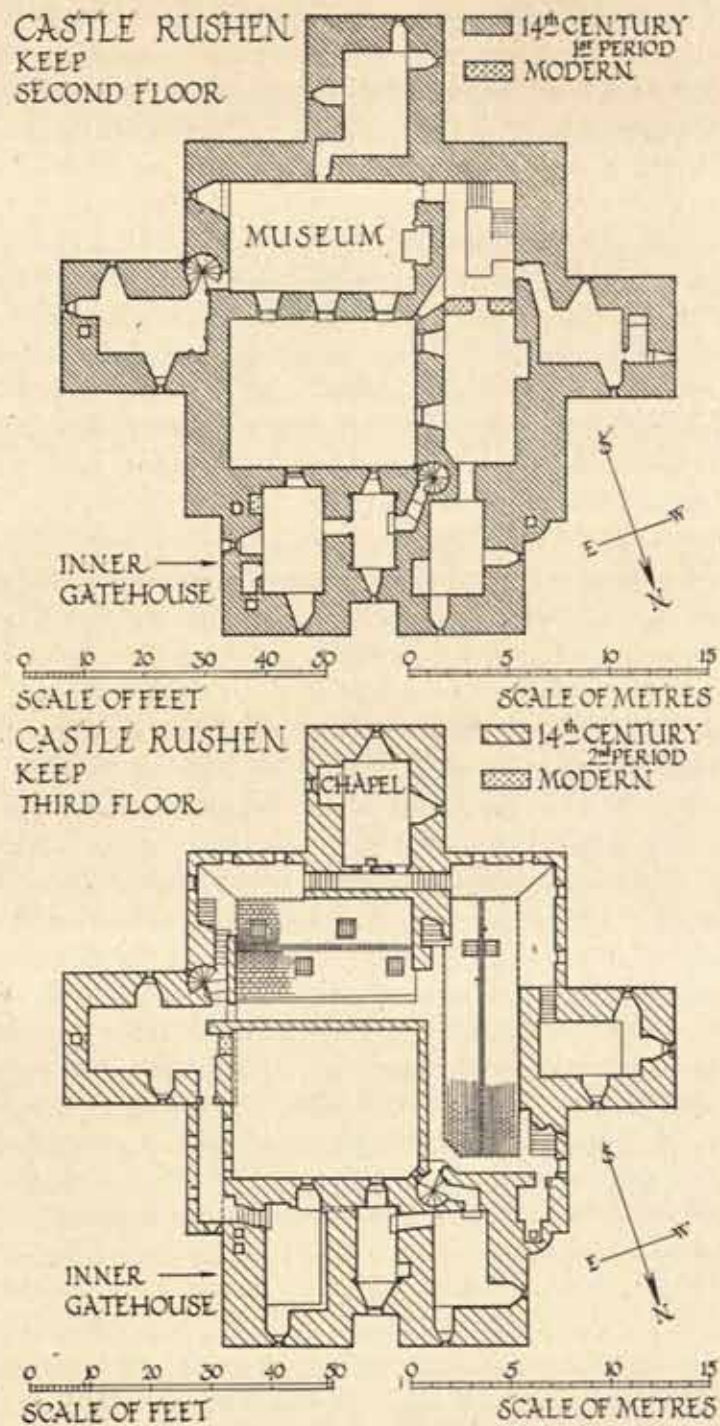 CASTLE RUSHEN
KEEP
SECOND FLOOR
14th CENTURY
1st PERIOD
MODERN
MUSEUM
S
E W
N
INNER
GATEHOUSE
0 10 20 30 40 50
SCALE OF FEET
0 5 10 15
SCALE OF METRES
CASTLE RUSHEN
KEEP
THIRD FLOOR
14th CENTURY
2nd PERIOD
MODERN
CHAPEL
S
E W
N
INNER
GATEHOUSE
0 10 20 30 40 50
SCALE OF FEET
0 5 10 15
SCALE OF METRES